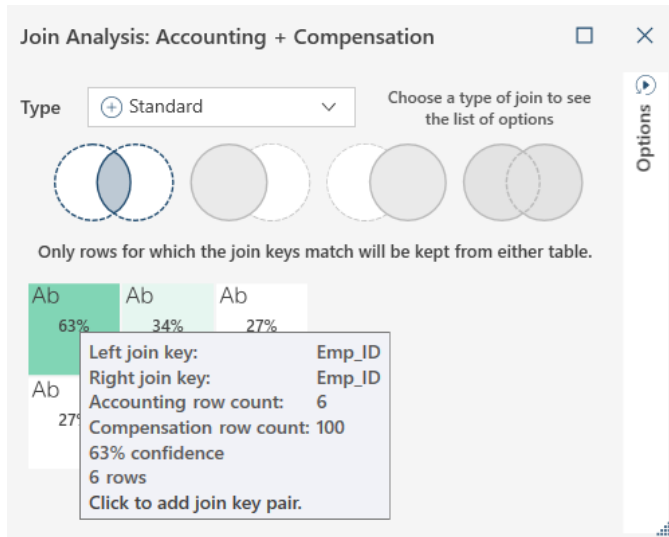 Join Analysis: Accounting + Compensation
Type
Standard
Choose a type of join to see
the list of options
Options
Only rows for which the join keys match will be kept from either table.
Ab
Ab
Ab
63%
34%
27%
Left join key: Emp_ID
Right join key: Emp_ID
Accounting row count: 6
Compensation row count: 100
63% confidence
6 rows
Click to add join key pair.
Ab
27%